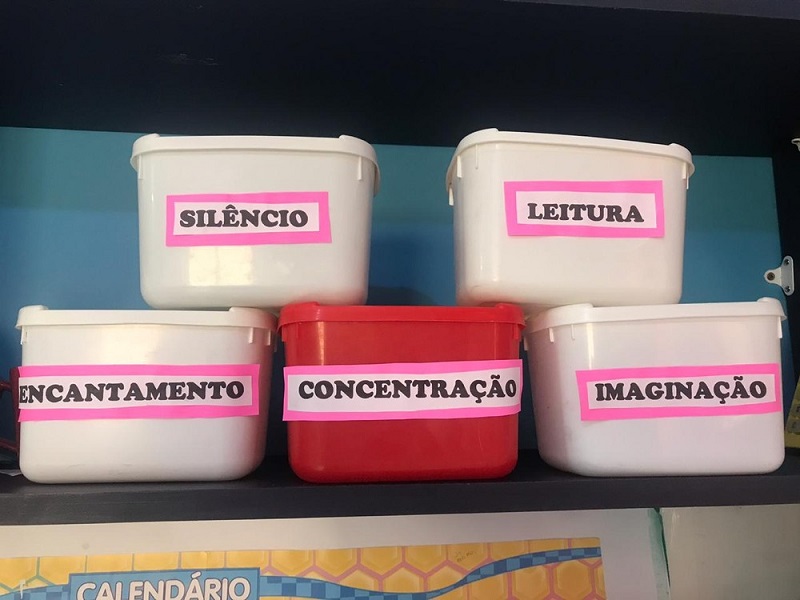 SILÊNCIO
LEITURA
ENCANTAMENTO
CONCENTRAÇÃO
IMAGINAÇÃO
CALENDÁRIO